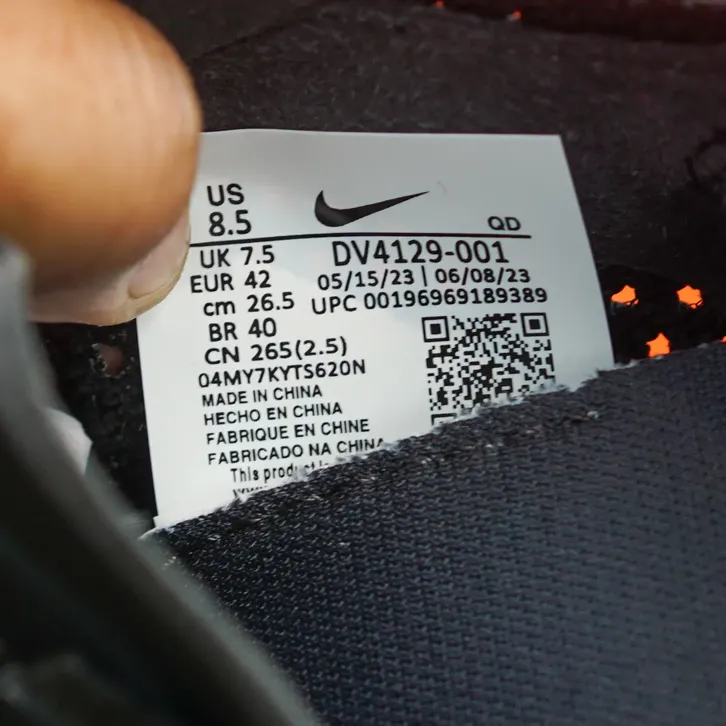 US
8.5
QD
UK 7.5
DV4129-001
EUR 42
05/15/23 | 06/08/23
cm 26.5
UPC 00196969189389
BR 40
CN 265(2.5)
04MY7KYTS620N
MADE IN CHINA
HECHO EN CHINA
FABRIQUE EN CHINE
FABRICADO NA CHINA
This product